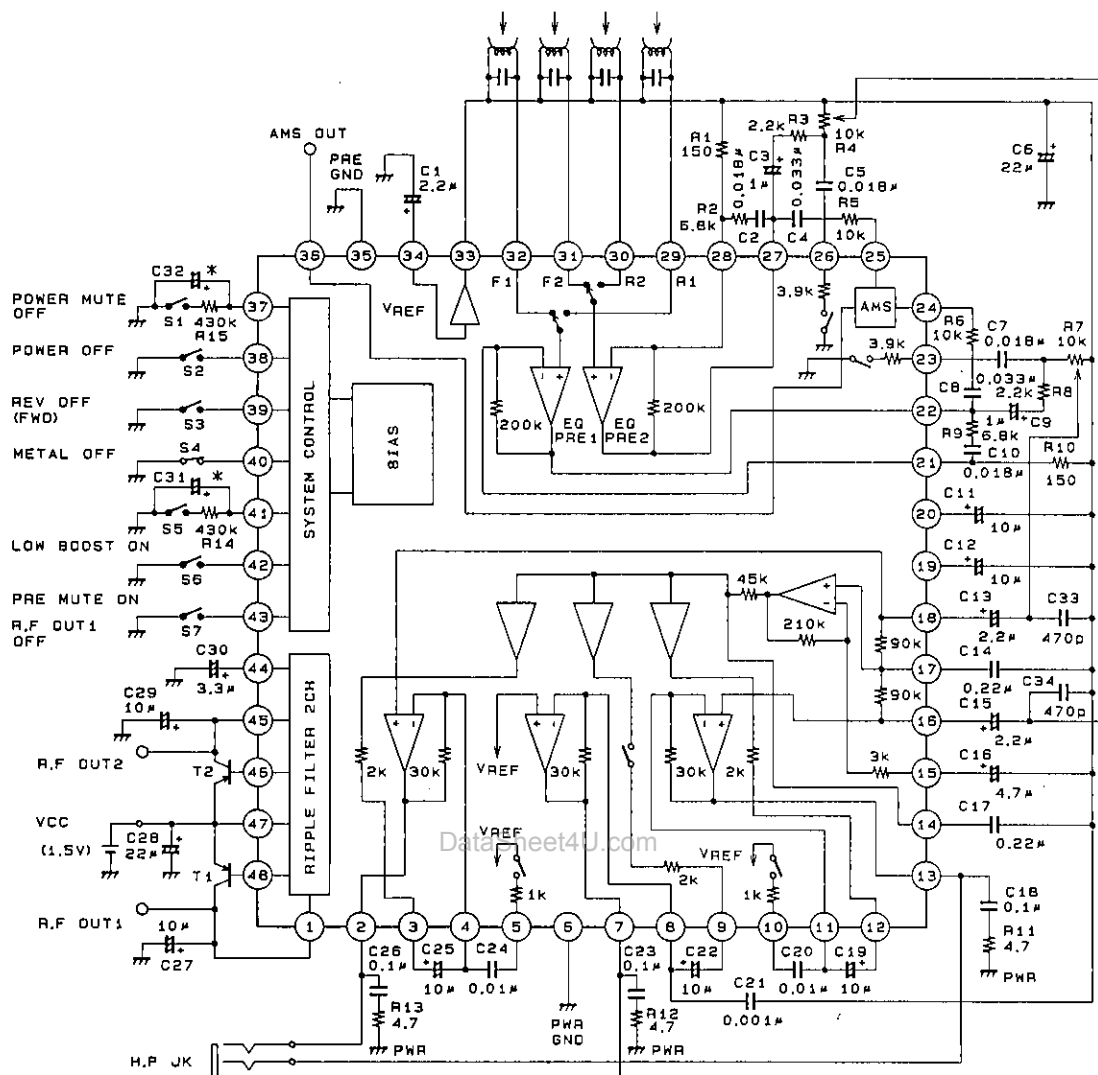 AMS OUT
PRE
GND
C1
2.2μ
R1
150
R2
6.8k
0.018μ
C2
C3
1μ
2.2k
R3
0.033μ
C4
10k
R4
C5
0.018μ
R5
10k
C6
22μ
36
35
34
33
32
31
30
29
28
27
26
25
VREF
F1
F2
R2
R1
3.9k
AMS
24
R6
10k
C7
0.018μ
R7
10k
C32
*
37
POWER MUTE
OFF
S1
430k
R15
POWER OFF
S2
38
REV OFF
(FWD)
S3
39
METAL OFF
S4
40
C31
*
S5
430k
R14
41
LOW BOOST ON
S6
42
PRE MUTE ON
R.F OUT1
OFF
S7
43
SYSTEM CONTROL
BIAS
200k
EQ
PRE1
EQ
PRE2
200k
3.9k
23
C8
0.033μ
2.2k
R8
22
1μ
C9
R9
6.8k
C10
0.018μ
21
R10
150
20
C11
10μ
19
C12
10μ
18
C13
2.2μ
C33
470p
17
C14
0.22μ
C34
470p
16
C15
2.2μ
15
C16
4.7μ
14
C17
0.22μ
13
C18
0.1μ
R11
4.7
PWR
45k
210k
90k
90k
3k
C30
3.3μ
44
C29
10μ
45
R.F OUT2
T2
46
VCC
(1.5V)
C28
22μ
47
T1
48
R.F OUT1
10μ
C27
RIPPLE FILTER 2CH
2k
30k
VREF
30k
30k
2k
DataSheet4U.com
VREF
1k
2k
VREF
1k
1
2
3
4
5
6
7
8
9
10
11
12
C26
0.1μ
C25
10μ
C24
0.01μ
C23
0.1μ
C22
10μ
C21
0.001μ
C20
0.01μ
C19
10μ
R13
4.7
PWR
PWR
GND
R12
4.7
PWR
H.P JK